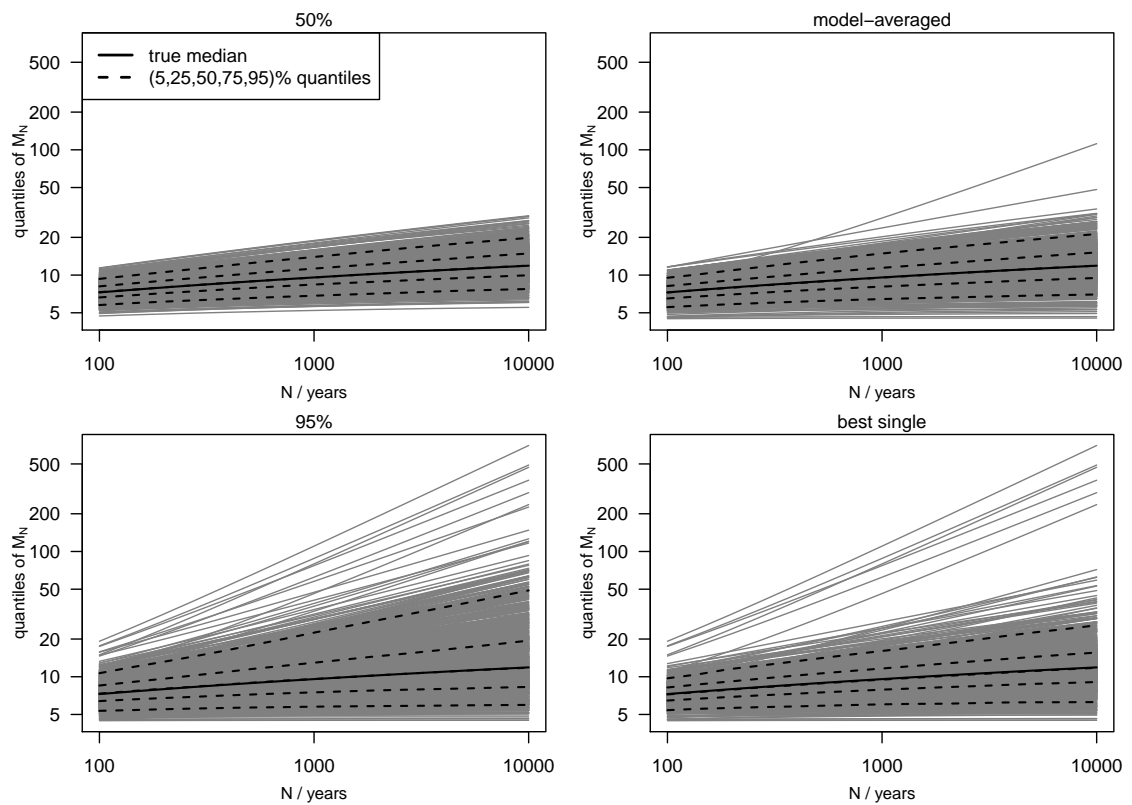 50%
true median
(5,25,50,75,95)% quantiles
quantiles of M_N
500
200
100
50
20
10
5
100 1000 10000
N / years
model−averaged
quantiles of M_N
500
200
100
50
20
10
5
100 1000 10000
N / years
95%
quantiles of M_N
500
200
100
50
20
10
5
100 1000 10000
N / years
best single
quantiles of M_N
500
200
100
50
20
10
5
100 1000 10000
N / years